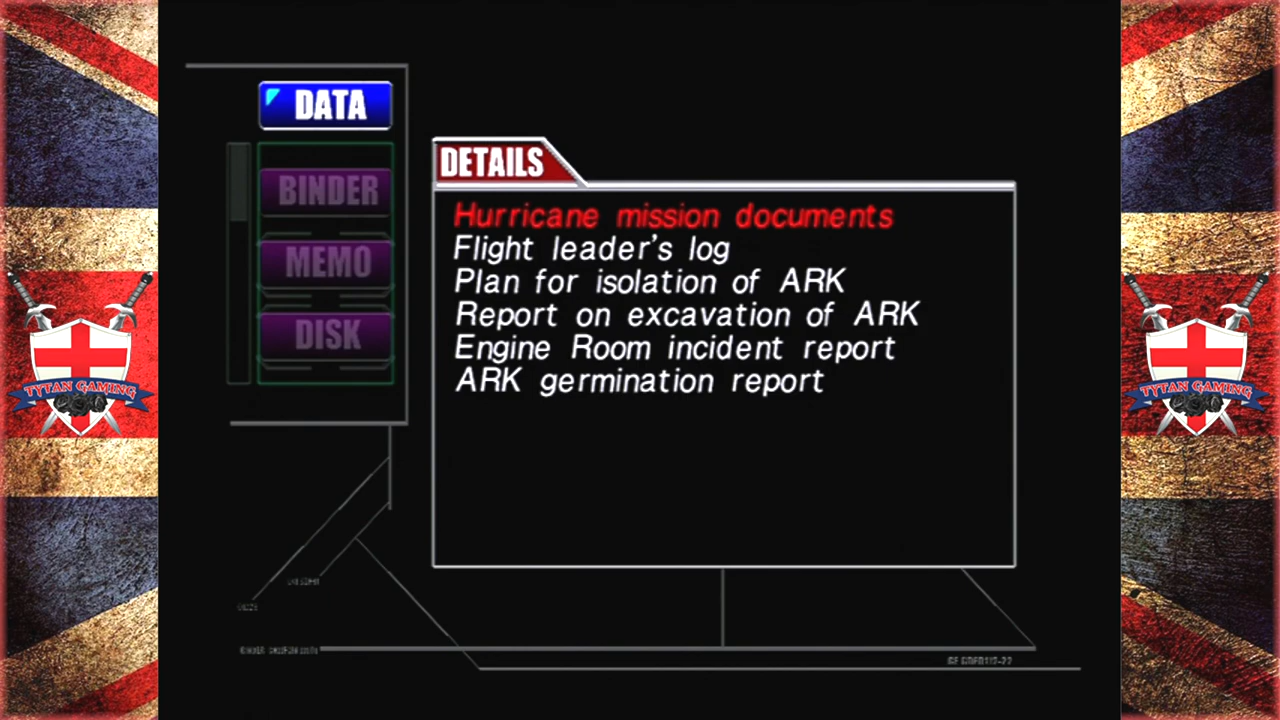 DATA
BINDER
MEMO
DISK
DETAILS
Hurricane mission documents
Flight leader's log
Plan for isolation of ARK
Report on excavation of ARK
Engine Room incident report
ARK germination report
TYTAN GAMING
TYTAN GAMING